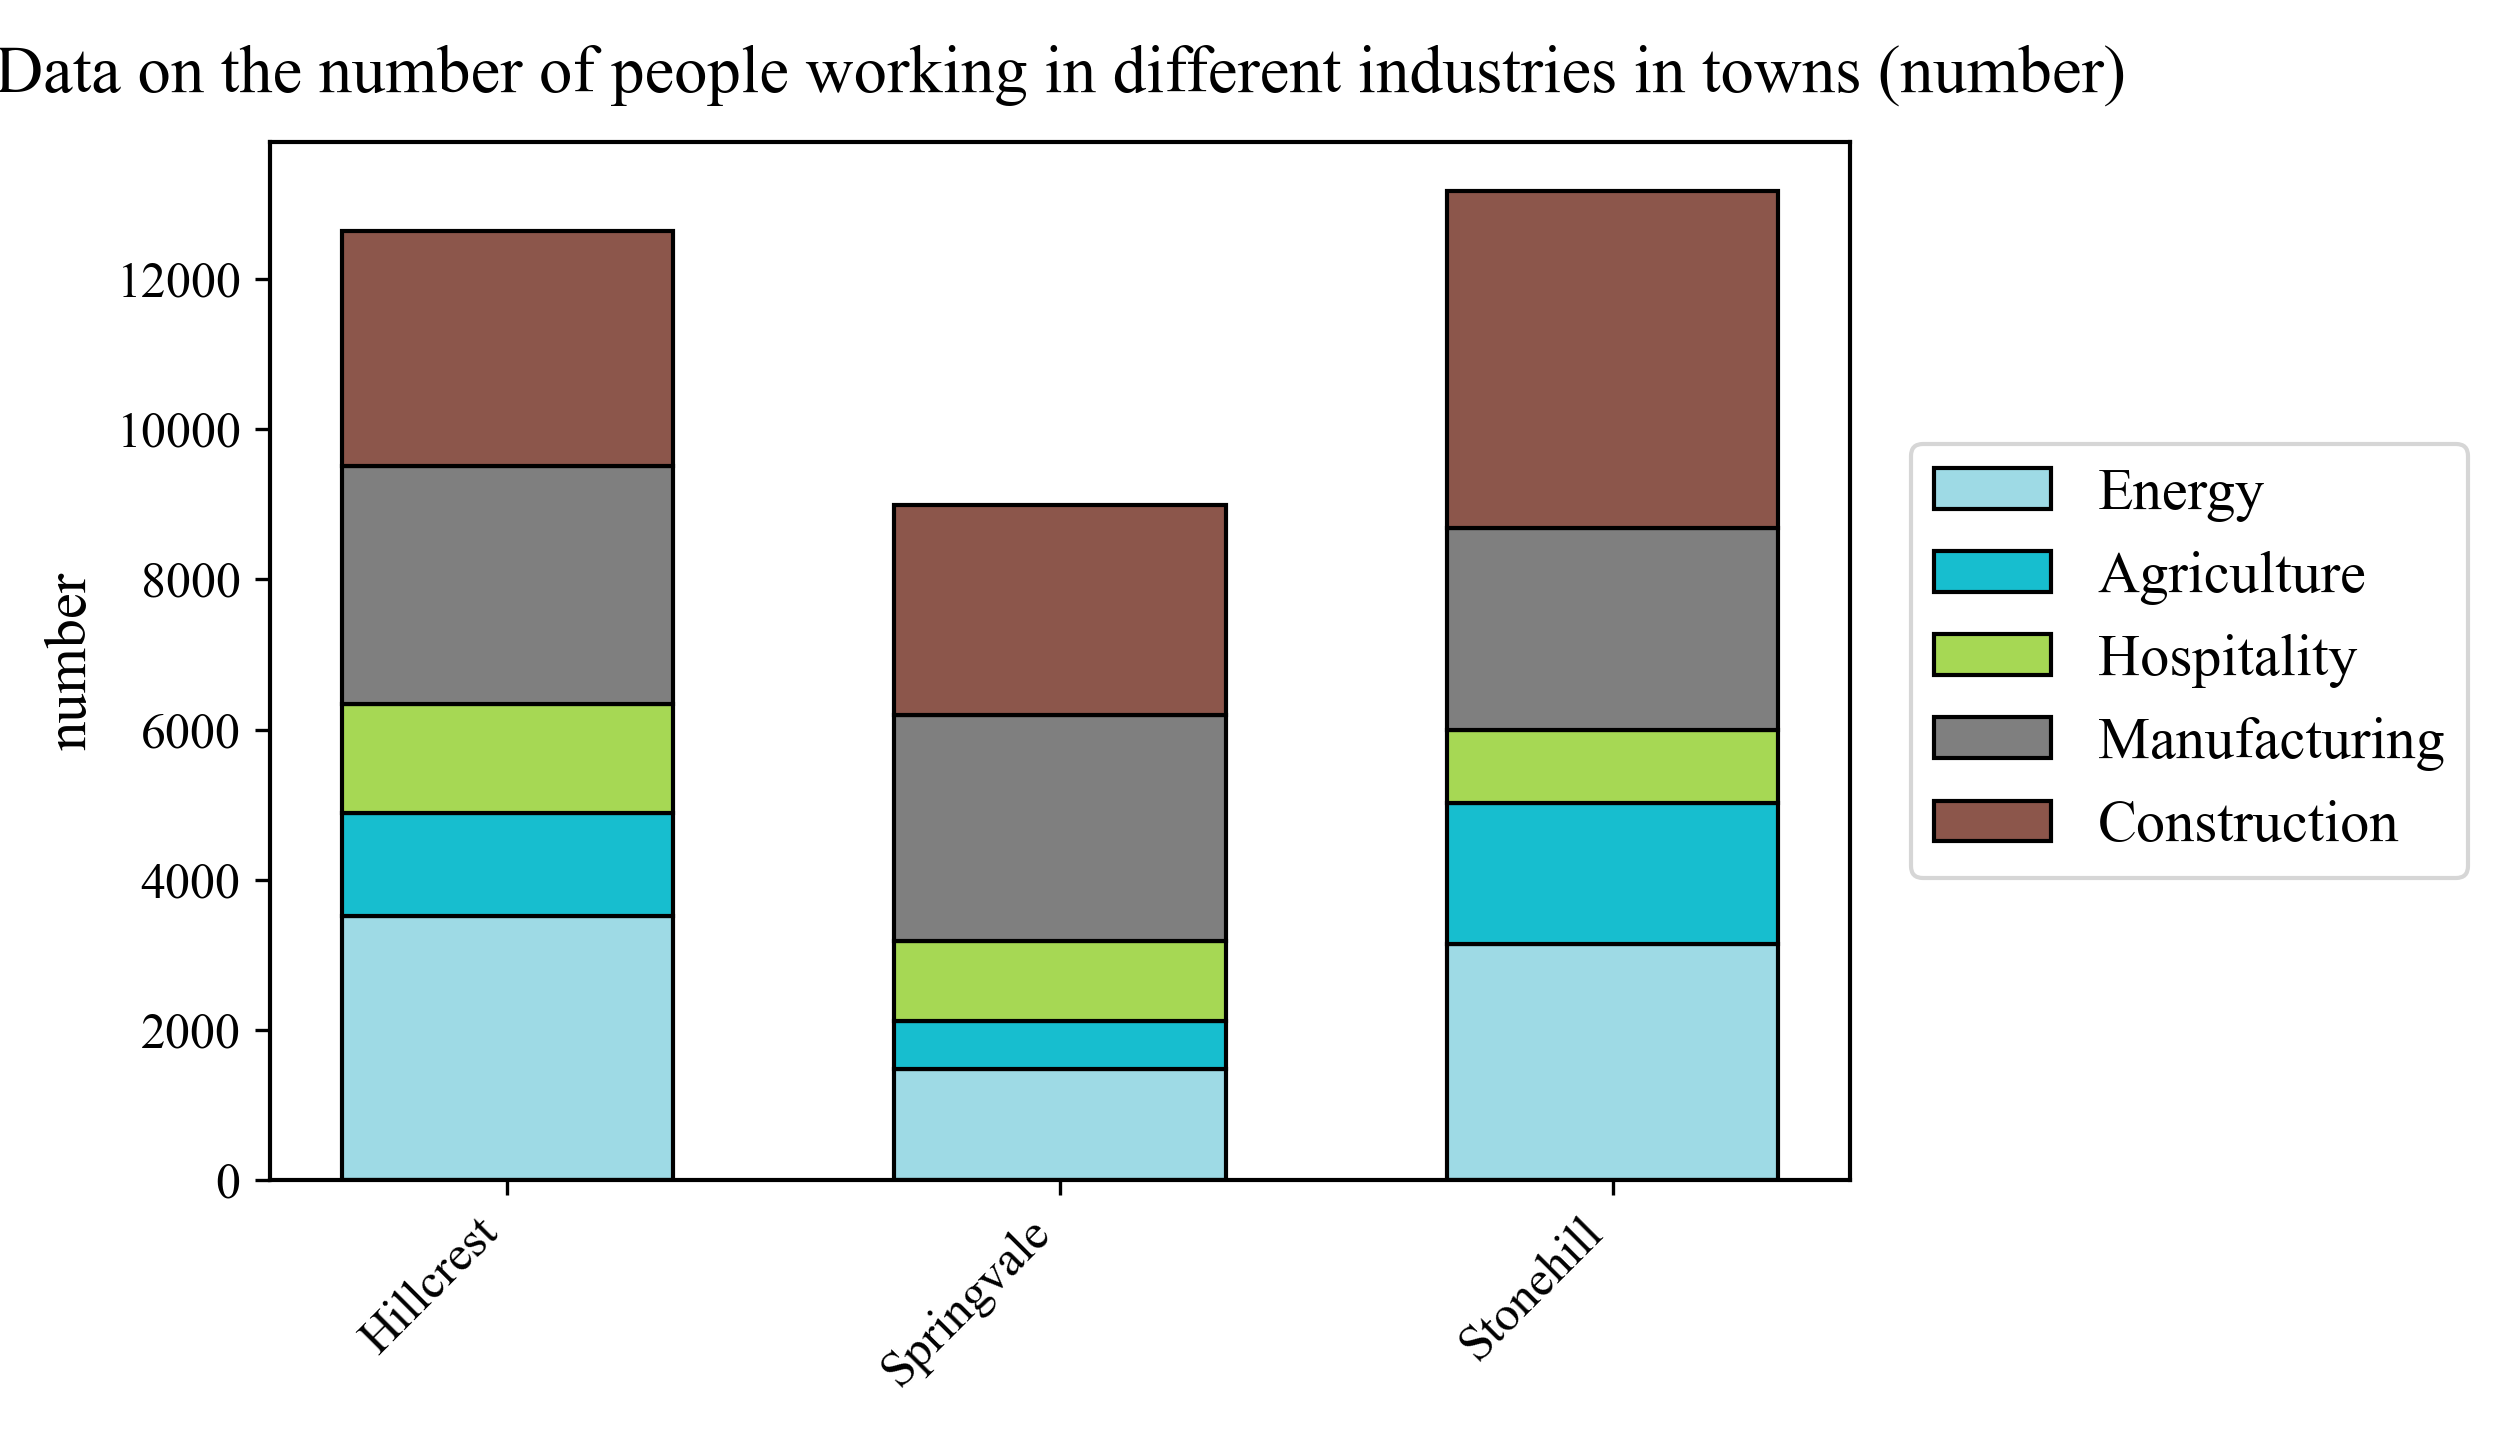 Data on the number of people working in different industries in towns (number)
number
12000
10000
8000
6000
4000
2000
0
Hillcrest
Springvale
Stonehill
Energy
Agriculture
Hospitality
Manufacturing
Construction